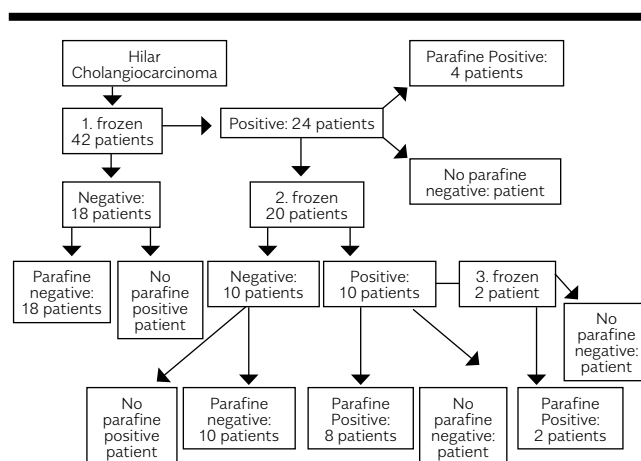 Hilar
Cholangiocarcinoma
Parafine Positive:
4 patients
1. frozen
42 patients
Positive: 24 patients
No parafine
negative: patient
Negative:
18 patients
2. frozen
20 patients
Parafine
negative:
18 patients
No
parafine
positive
patient
Negative:
10 patients
Positive:
10 patients
3. frozen
2 patient
No
parafine
negative:
patient
No
parafine
positive
patient
Parafine
negative:
10 patients
Parafine
Positive:
8 patients
No
parafine
negative:
patient
Parafine
Positive:
2 patients